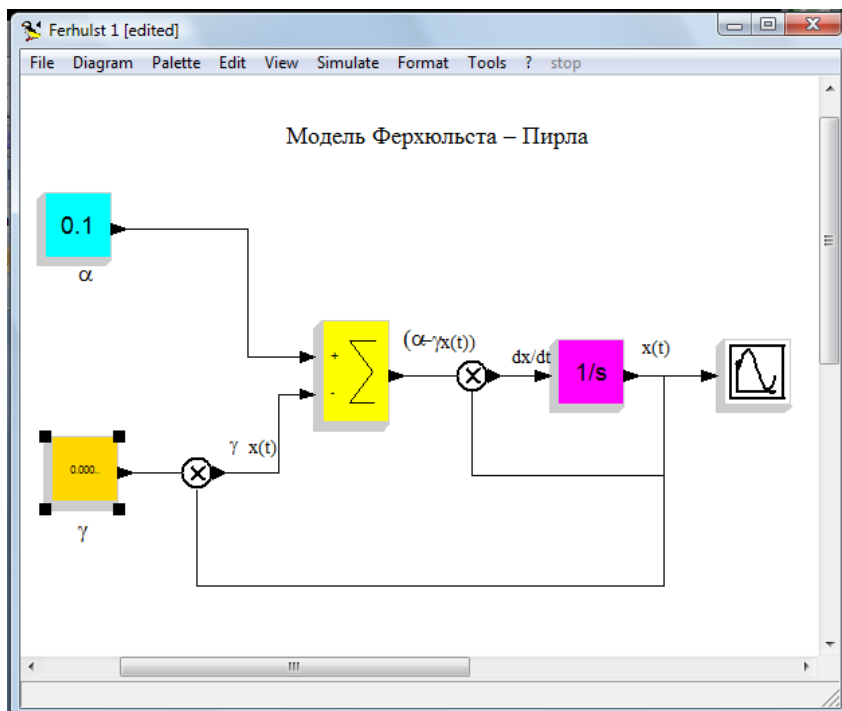 Ferhulst 1 [edited]
File Diagram Palette Edit View Simulate Format Tools ? stop
Модель Ферхюльста – Пирла
0.1
α
+
-
Σ
(α-γx(t))
dx/dt
1/s
x(t)
0.000..
γ x(t)
γ